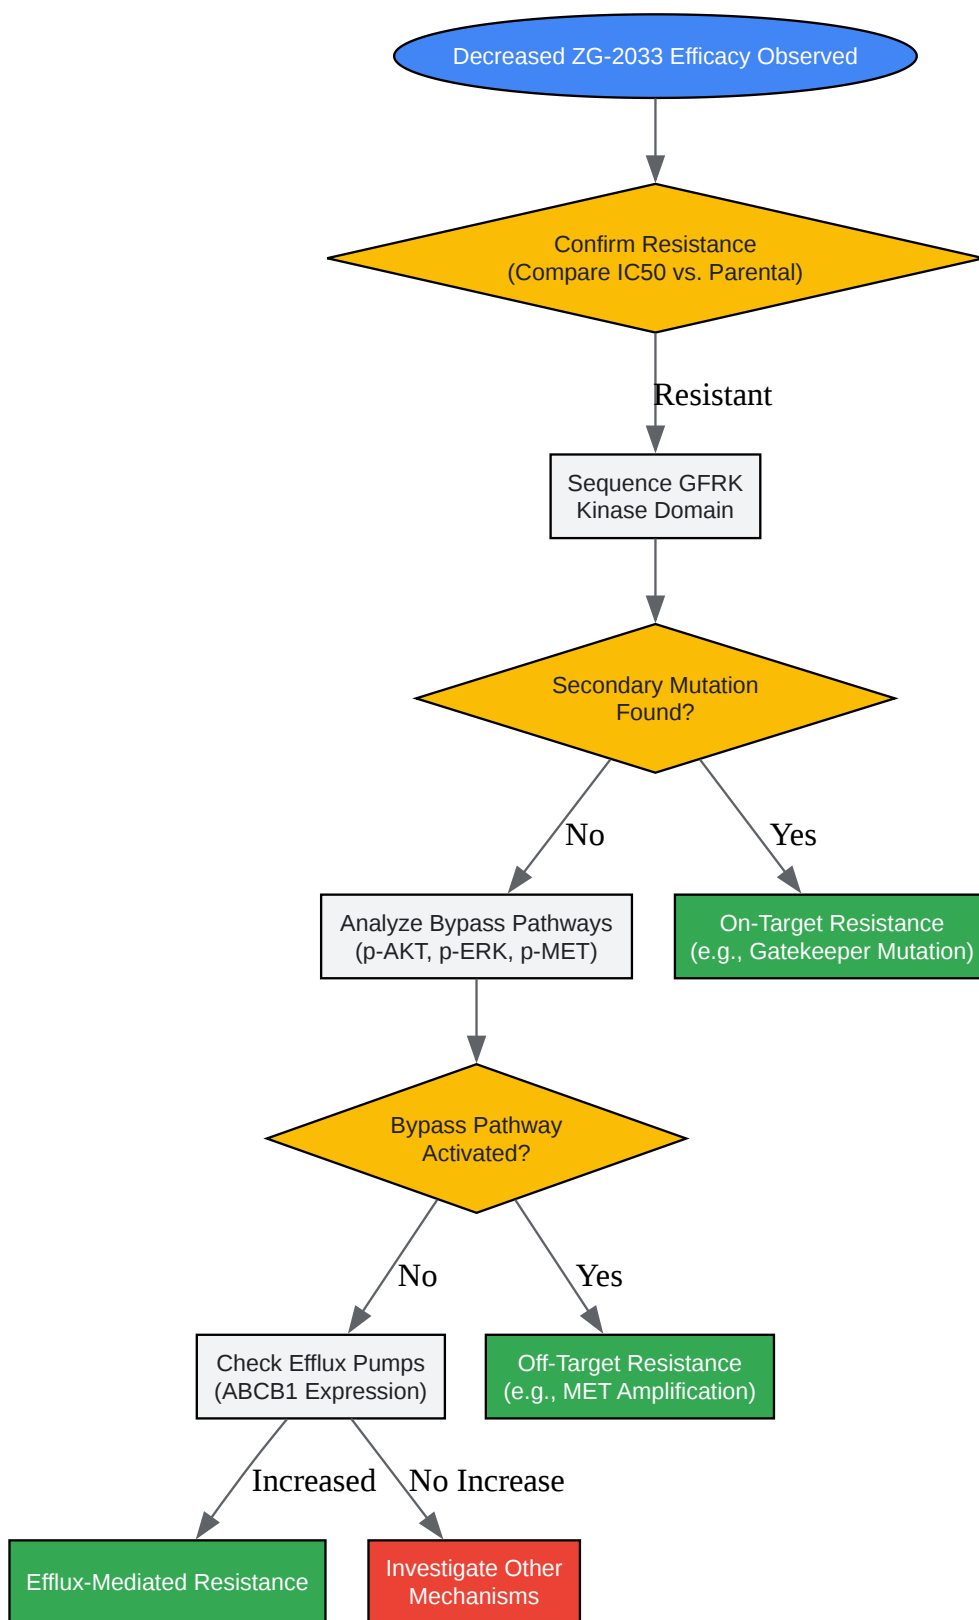 Decreased ZG-2033 Efficacy Observed
Confirm Resistance
(Compare IC50 vs. Parental)
Resistant
Sequence GFRK
Kinase Domain
Secondary Mutation
Found?
No
Yes
Analyze Bypass Pathways
(p-AKT, p-ERK, p-MET)
On-Target Resistance
(e.g., Gatekeeper Mutation)
Bypass Pathway
Activated?
No
Yes
Check Efflux Pumps
(ABCB1 Expression)
Off-Target Resistance
(e.g., MET Amplification)
Increased
No Increase
Efflux-Mediated Resistance
Investigate Other
Mechanisms